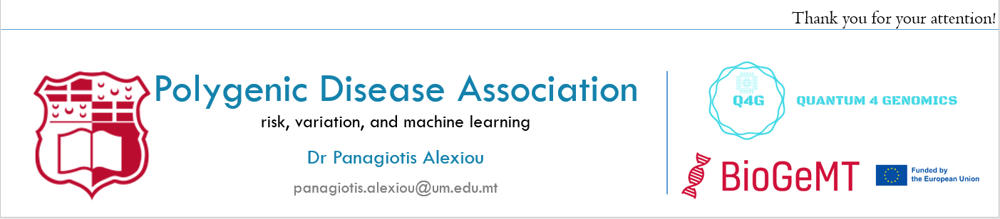 Thank you for your attention!
Polygenic Disease Association
risk, variation, and machine learning
Dr Panagiotis Alexiou
panagiotis.alexiou@um.edu.mt
Q4G
QUANTUM 4 GENOMICS
BioGeMT
Funded by
the European Union